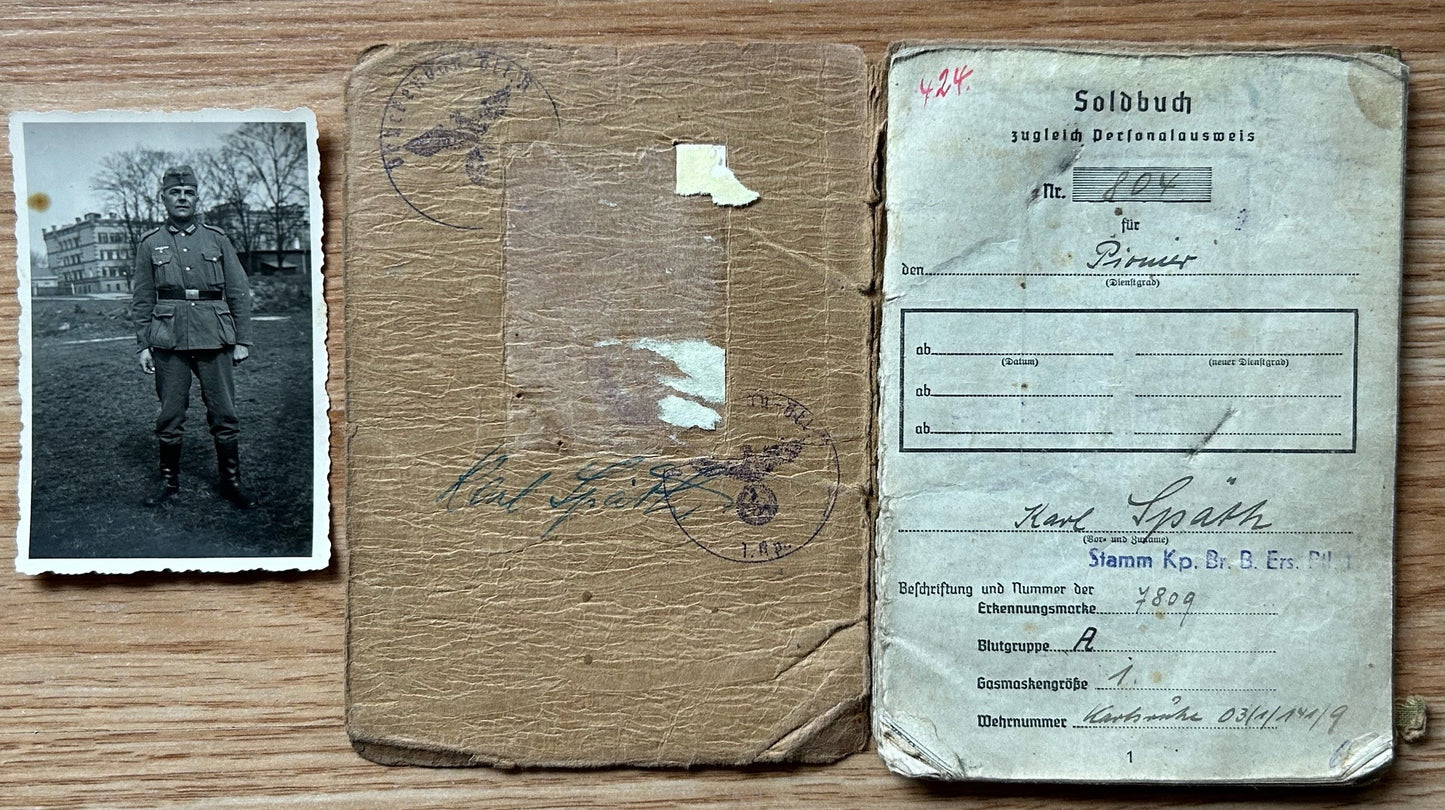 Karl Späth
1. Kp.
424.
Soldbuch
zugleich Personalausweis
Nr. 804
für
den Pionier
(Dienstgrad)
ab
(Datum) (neuer Dienstgrad)
ab
ab
Karl Späth
(Vor- und Zuname)
Stamm Kp. Br. B. Ers. Btl.
Beschriftung und Nummer der
Erkennungsmarke 7809
Blutgruppe A
Gasmaskengröße 1.
Wehrnummer Karlsruhe 03/1/141/9
1